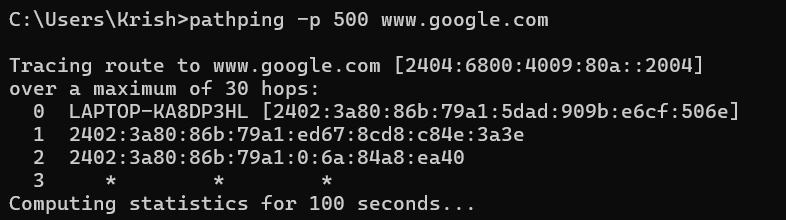 C:\Users\Krish>pathping -p 500 www.google.com
Tracing route to www.google.com [2404:6800:4009:80a::2004]
over a maximum of 30 hops:
0 LAPTOP-KA8DP3HL [2402:3a80:86b:79a1:5dad:909b:e6cf:506e]
1 2402:3a80:86b:79a1:ed67:8cd8:c84e:3a3e
2 2402:3a80:86b:79a1:0:6a:84a8:ea40
3 * * *
Computing statistics for 100 seconds...